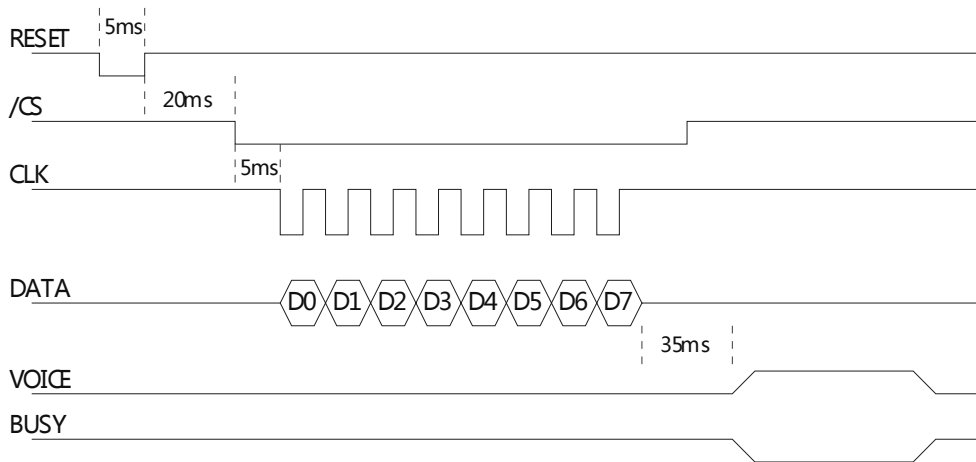 5ms
RESET
20ms
/CS
5ms
CLK
DATA
D0 D1 D2 D3 D4 D5 D6 D7
35ms
VOICE
BUSY